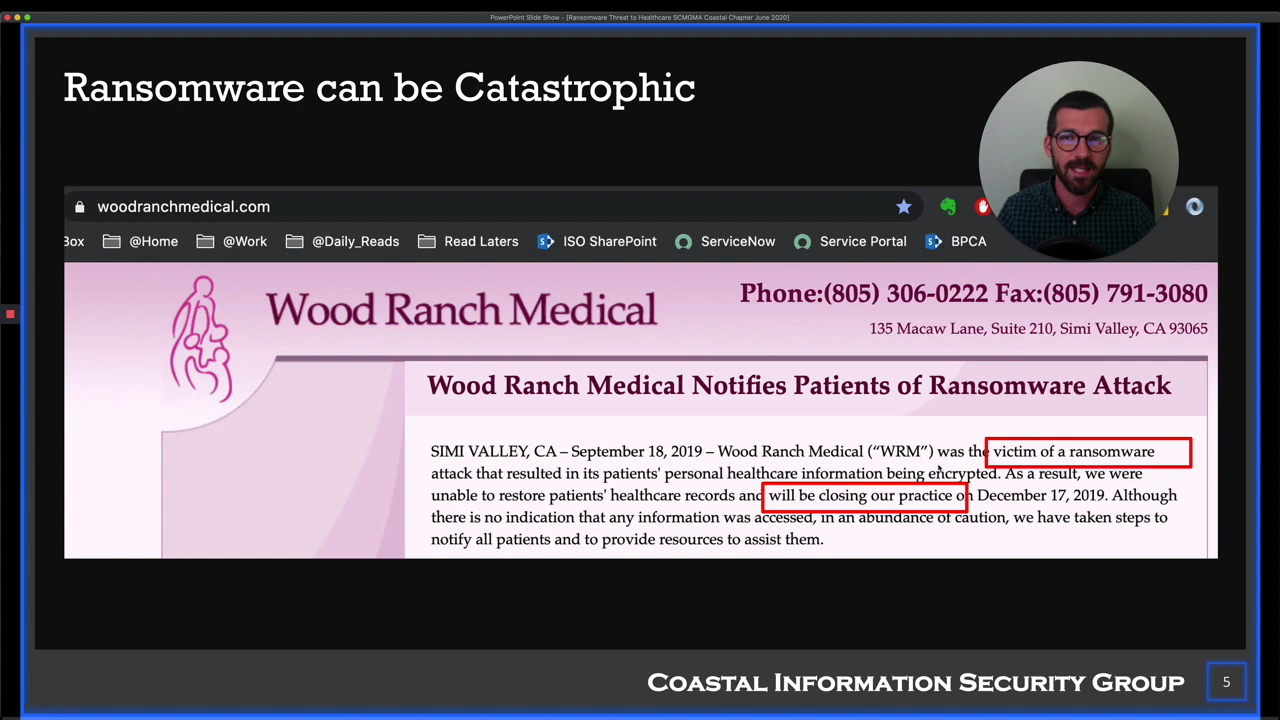 PowerPoint Slide Show - [Ransomware Threat to Healthcare SCMGMA Coastal Chapter June 2020]
Ransomware can be Catastrophic
woodranchmedical.com
Box @Home @Work @Daily_Reads Read Laters ISO SharePoint ServiceNow Service Portal BPCA
Wood Ranch Medical
Phone:(805) 306-0222 Fax:(805) 791-3080
135 Macaw Lane, Suite 210, Simi Valley, CA 93065
Wood Ranch Medical Notifies Patients of Ransomware Attack
SIMI VALLEY, CA – September 18, 2019 – Wood Ranch Medical (“WRM”) was the victim of a ransomware
attack that resulted in its patients' personal healthcare information being encrypted. As a result, we were
unable to restore patients' healthcare records and will be closing our practice on December 17, 2019. Although
there is no indication that any information was accessed, in an abundance of caution, we have taken steps to
notify all patients and to provide resources to assist them.
COASTAL INFORMATION SECURITY GROUP
5